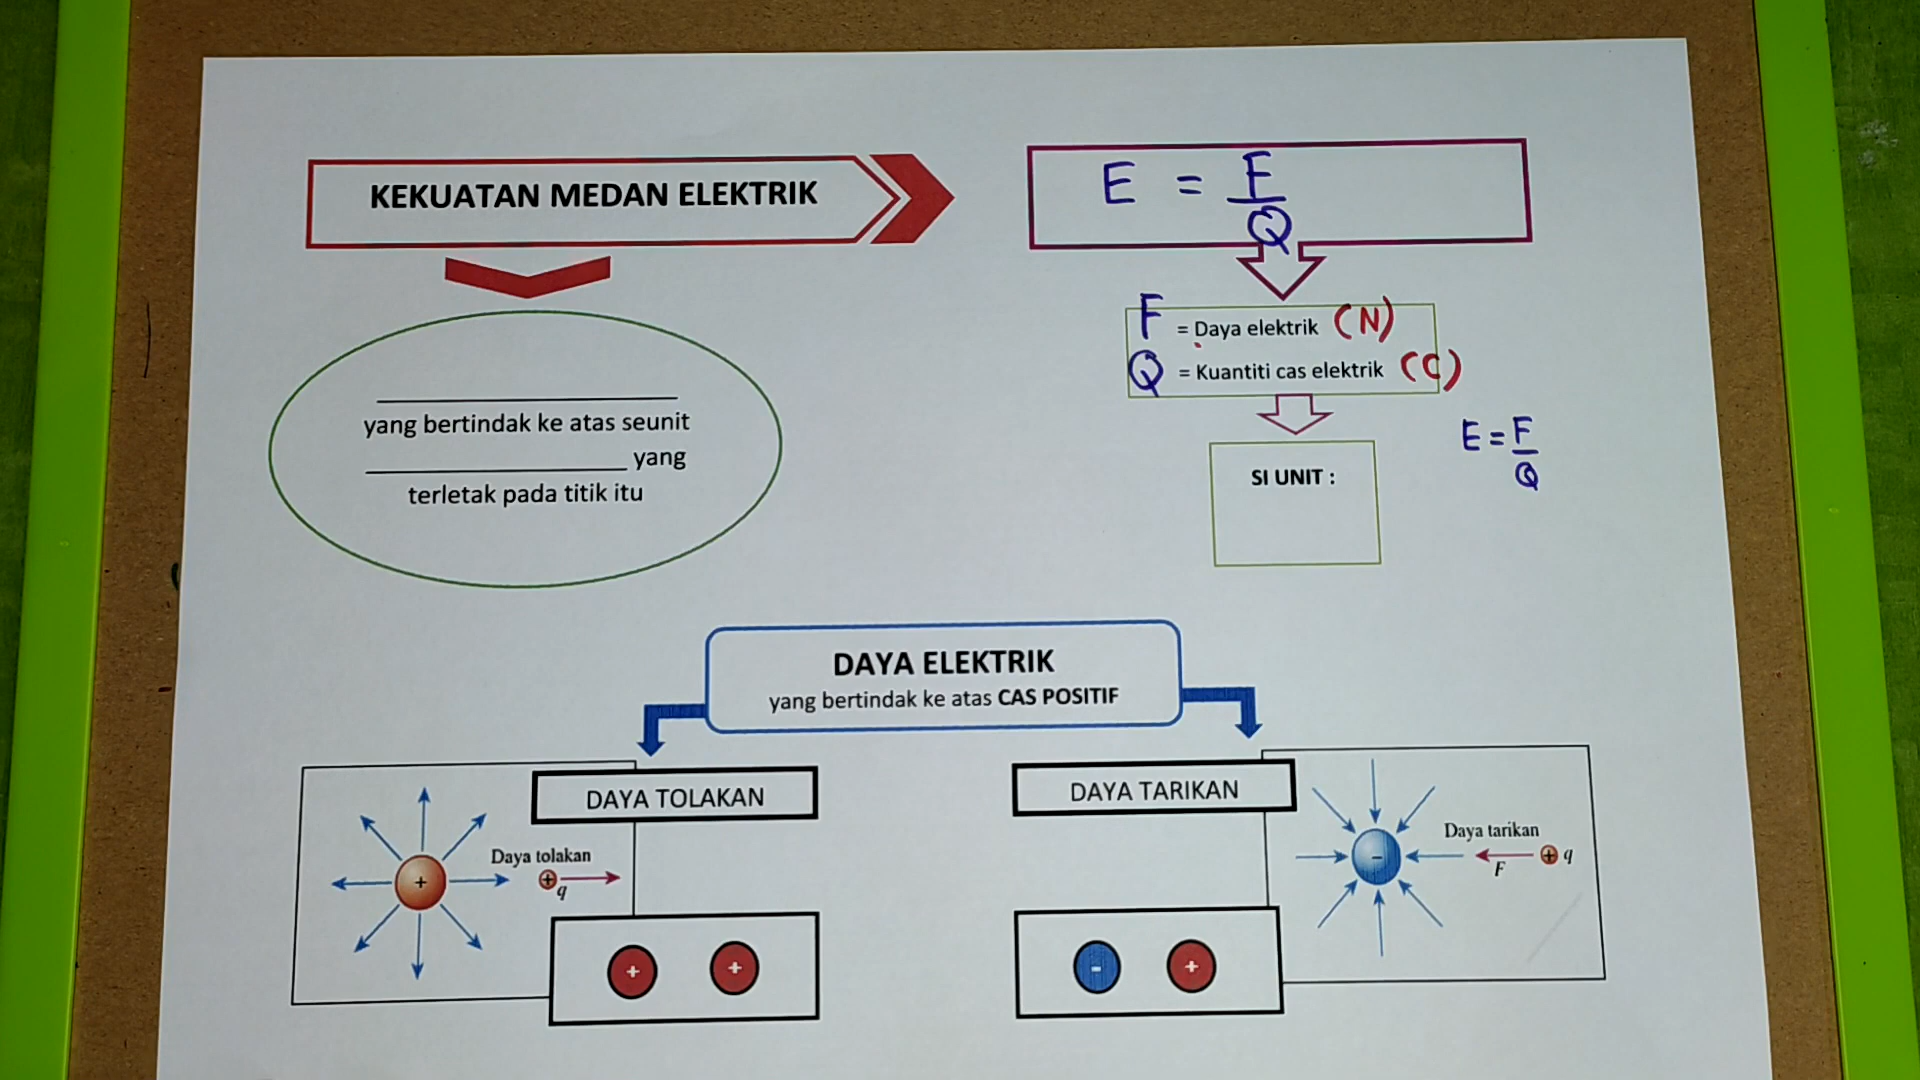 KEKUATAN MEDAN ELEKTRIK
E = F
Q
F = Daya elektrik (N)
Q = Kuantiti cas elektrik (C)
yang bertindak ke atas seunit
yang
terletak pada titik itu
SI UNIT :
E = F
Q
DAYA ELEKTRIK
yang bertindak ke atas CAS POSITIF
DAYA TOLAKAN
+
Daya tolakan
+
q
+ +
DAYA TARIKAN
-
Daya tarikan
F
+ q
- +